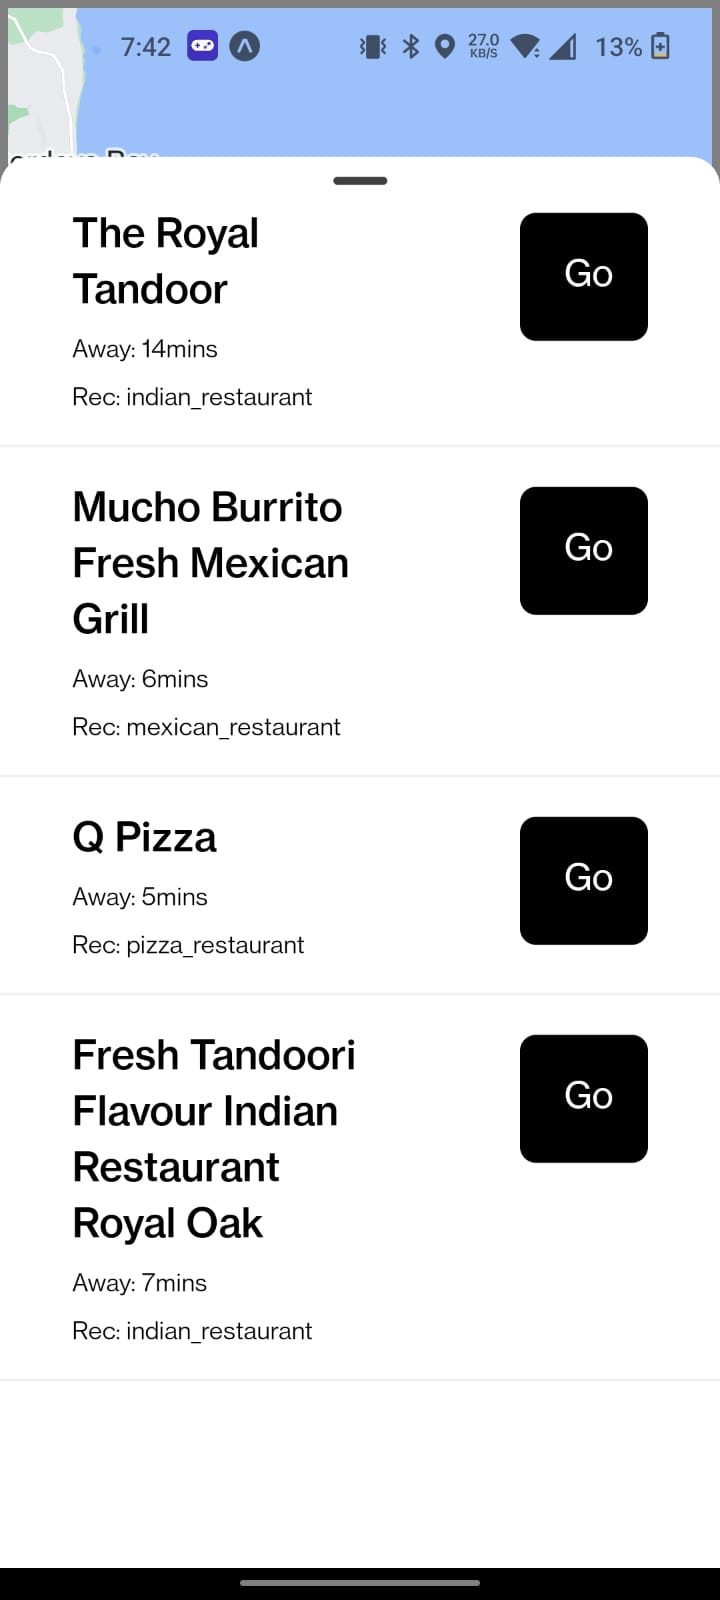 7:42
27.0
KB/S
13%
The Royal
Tandoor
Go
Away: 14mins
Rec: indian_restaurant
Mucho Burrito
Fresh Mexican
Grill
Go
Away: 6mins
Rec: mexican_restaurant
Q Pizza
Go
Away: 5mins
Rec: pizza_restaurant
Fresh Tandoori
Flavour Indian
Restaurant
Royal Oak
Go
Away: 7mins
Rec: indian_restaurant